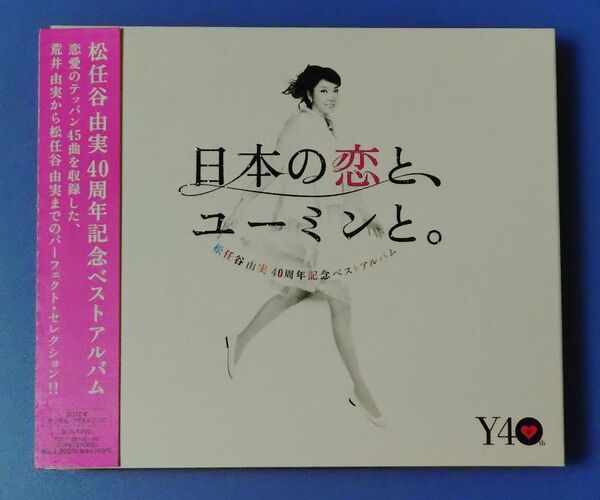 松任谷 由実 40周年記念ベストアルバム
恋愛のテッパン45曲を収録した、
荒井 由実から松任谷 由実までのパーフェクト・セレクション!!
日本の恋と、
ユーミンと。
松任谷由実 40周年記念ベストアルバム
Y40th